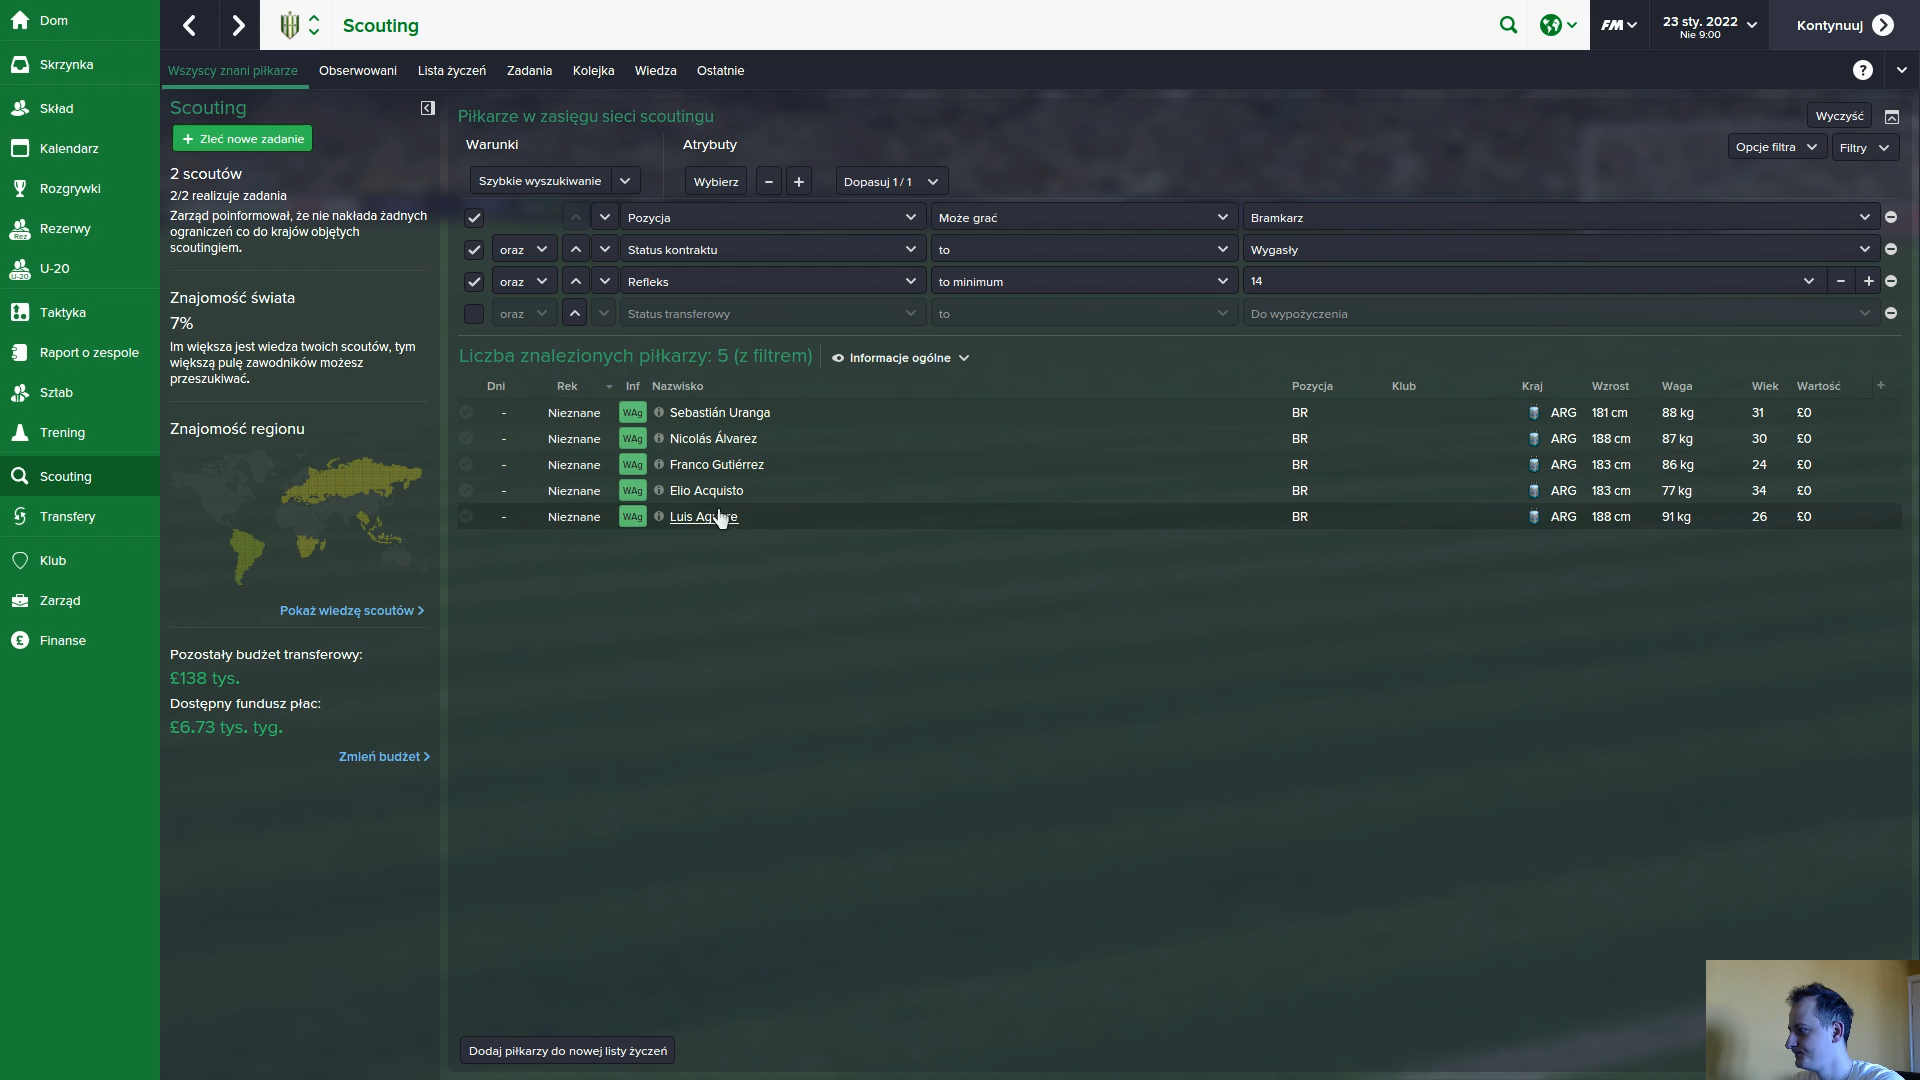 Dom
Skrzynka
Skład
Kalendarz
Rozgrywki
Rez
Rezerwy
U-20
U-20
Taktyka
Raport o zespole
Sztab
Trening
Scouting
Transfery
Klub
Zarząd
Finanse
Scouting
FM
23 sty. 2022
Nie 9:00
Kontynuuj
Wszyscy znani piłkarze
Obserwowani
Lista życzeń
Zadania
Kolejka
Wiedza
Ostatnie
?
Scouting
+ Zleć nowe zadanie
2 scoutów
2/2 realizuje zadania
Zarząd poinformował, że nie nakłada żadnych
ograniczeń co do krajów objętych
scoutingiem.
Znajomość świata
7%
Im większa jest wiedza twoich scoutów, tym
większą pulę zawodników możesz
przeszukiwać.
Znajomość regionu
Pokaż wiedzę scoutów >
Pozostały budżet transferowy:
£138 tys.
Dostępny fundusz płac:
£6.73 tys. tyg.
Zmień budżet >
Piłkarze w zasięgu sieci scoutingu
Wyczyść
Warunki
Atrybuty
Opcje filtra
Filtry
Szybkie wyszukiwanie
Wybierz
Dopasuj 1 / 1
Pozycja Może grać Bramkarz
oraz Status kontraktu to Wygasły
oraz Refleks to minimum 14
oraz Status transferowy to Do wypożyczenia
Liczba znalezionych piłkarzy: 5 (z filtrem)
Informacje ogólne
Dni Rek Inf Nazwisko Pozycja Klub Kraj Wzrost Waga Wiek Wartość +
- Nieznane WAg Sebastián Uranga BR ARG 181 cm 88 kg 31 £0
- Nieznane WAg Nicolás Álvarez BR ARG 188 cm 87 kg 30 £0
- Nieznane WAg Franco Gutiérrez BR ARG 183 cm 86 kg 24 £0
- Nieznane WAg Elio Acquisto BR ARG 183 cm 77 kg 34 £0
- Nieznane WAg Luis BR ARG 188 cm 91 kg 26 £0
Dodaj piłkarzy do nowej listy życzeń